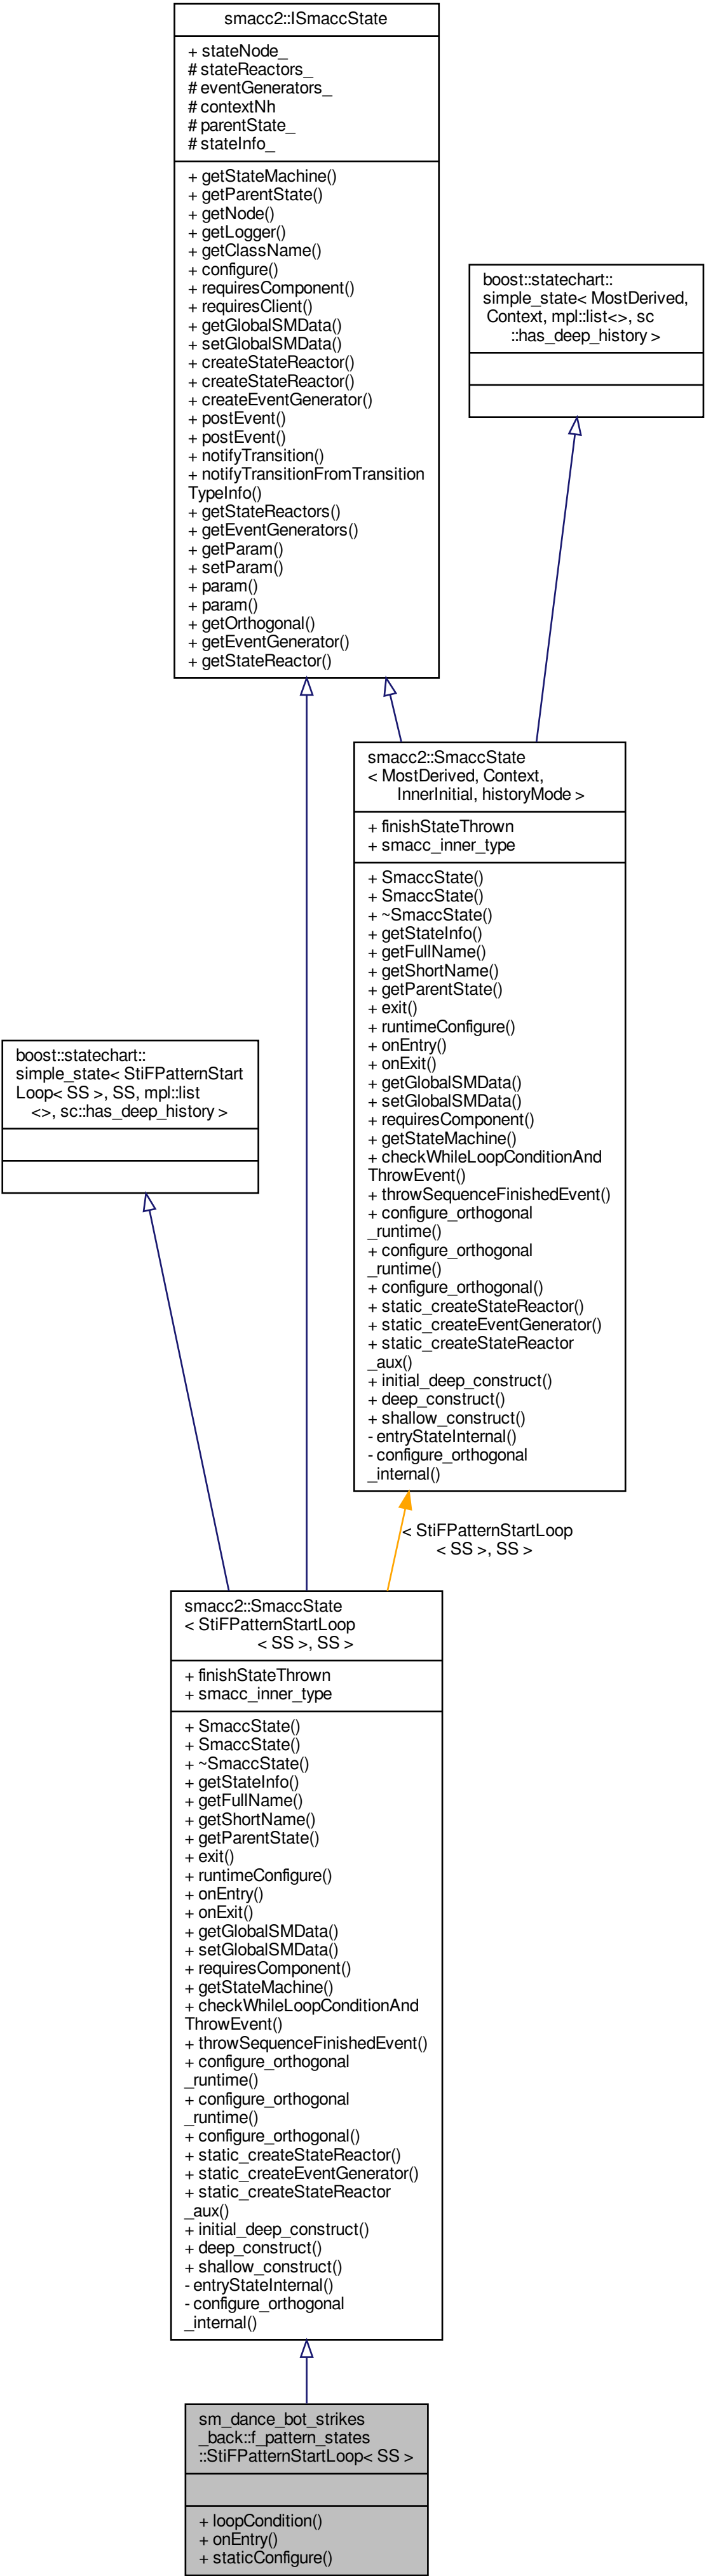 smacc2::ISmaccState
+ stateNode_
# stateReactors_
# eventGenerators_
# contextNh
# parentState_
# stateInfo_
+ getStateMachine()
+ getParentState()
+ getNode()
+ getLogger()
+ getClassName()
+ configure()
+ requiresComponent()
+ requiresClient()
+ getGlobalSMData()
+ setGlobalSMData()
+ createStateReactor()
+ createStateReactor()
+ createEventGenerator()
+ postEvent()
+ postEvent()
+ notifyTransition()
+ notifyTransitionFromTransition
TypeInfo()
+ getStateReactors()
+ getEventGenerators()
+ getParam()
+ setParam()
+ param()
+ param()
+ getOrthogonal()
+ getEventGenerator()
+ getStateReactor()
boost::statechart::
simple_state< MostDerived,
Context, mpl::list<>, sc
::has_deep_history >
smacc2::SmaccState
< MostDerived, Context,
InnerInitial, historyMode >
+ finishStateThrown
+ smacc_inner_type
+ SmaccState()
+ SmaccState()
+ ~SmaccState()
+ getStateInfo()
+ getFullName()
+ getShortName()
+ getParentState()
+ exit()
+ runtimeConfigure()
+ onEntry()
+ onExit()
+ getGlobalSMData()
+ setGlobalSMData()
+ requiresComponent()
+ getStateMachine()
+ checkWhileLoopConditionAnd
ThrowEvent()
+ throwSequenceFinishedEvent()
+ configure_orthogonal
_runtime()
+ configure_orthogonal
_runtime()
+ configure_orthogonal()
+ static_createStateReactor()
+ static_createEventGenerator()
+ static_createStateReactor
_aux()
+ initial_deep_construct()
+ deep_construct()
+ shallow_construct()
- entryStateInternal()
- configure_orthogonal
_internal()
boost::statechart::
simple_state< StiFPatternStart
Loop< SS >, SS, mpl::list
<>, sc::has_deep_history >
< StiFPatternStartLoop
< SS >, SS >
smacc2::SmaccState
< StiFPatternStartLoop
< SS >, SS >
+ finishStateThrown
+ smacc_inner_type
+ SmaccState()
+ SmaccState()
+ ~SmaccState()
+ getStateInfo()
+ getFullName()
+ getShortName()
+ getParentState()
+ exit()
+ runtimeConfigure()
+ onEntry()
+ onExit()
+ getGlobalSMData()
+ setGlobalSMData()
+ requiresComponent()
+ getStateMachine()
+ checkWhileLoopConditionAnd
ThrowEvent()
+ throwSequenceFinishedEvent()
+ configure_orthogonal
_runtime()
+ configure_orthogonal
_runtime()
+ configure_orthogonal()
+ static_createStateReactor()
+ static_createEventGenerator()
+ static_createStateReactor
_aux()
+ initial_deep_construct()
+ deep_construct()
+ shallow_construct()
- entryStateInternal()
- configure_orthogonal
_internal()
sm_dance_bot_strikes
_back::f_pattern_states
::StiFPatternStartLoop< SS >
+ loopCondition()
+ onEntry()
+ staticConfigure()